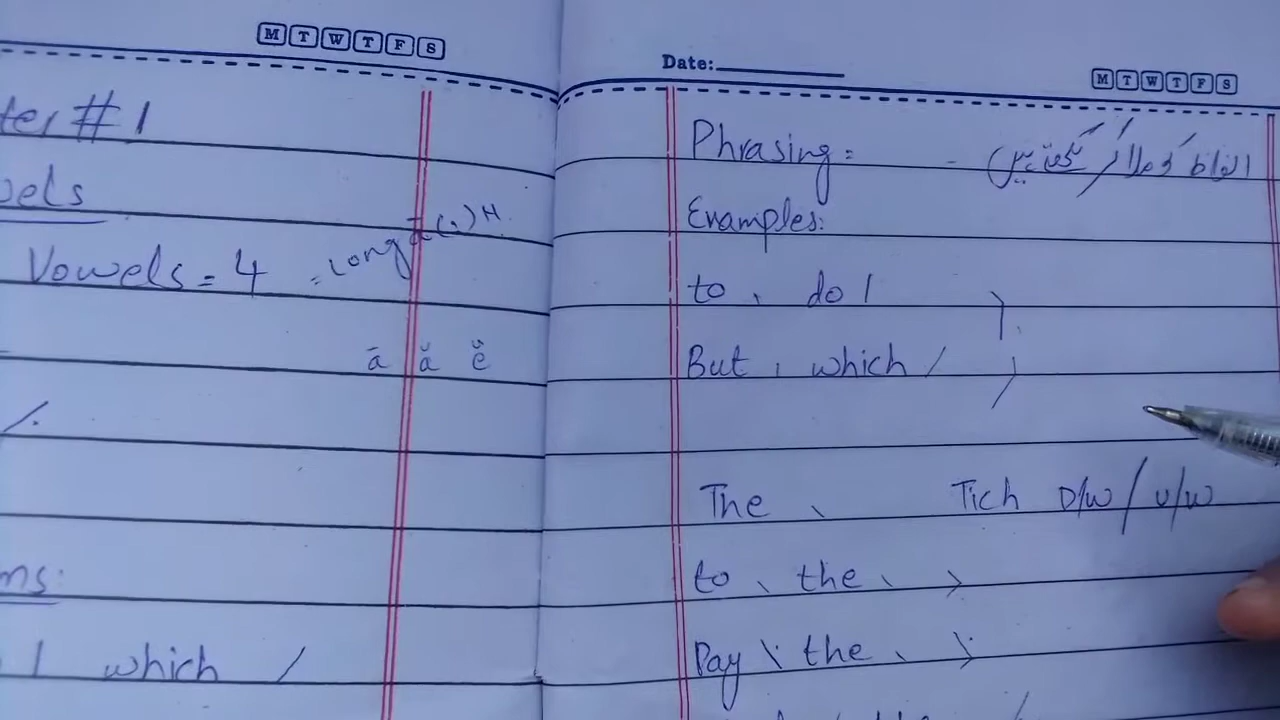 M T W T F S
ter #1
wels
Vowels = 4 = Long ā
ā ă ĕ
ms:
which
Date:
M T W T F S
Phrasing =
Examples:
to, do
But, which
The Tich D/W / U/W
to the
Pay the